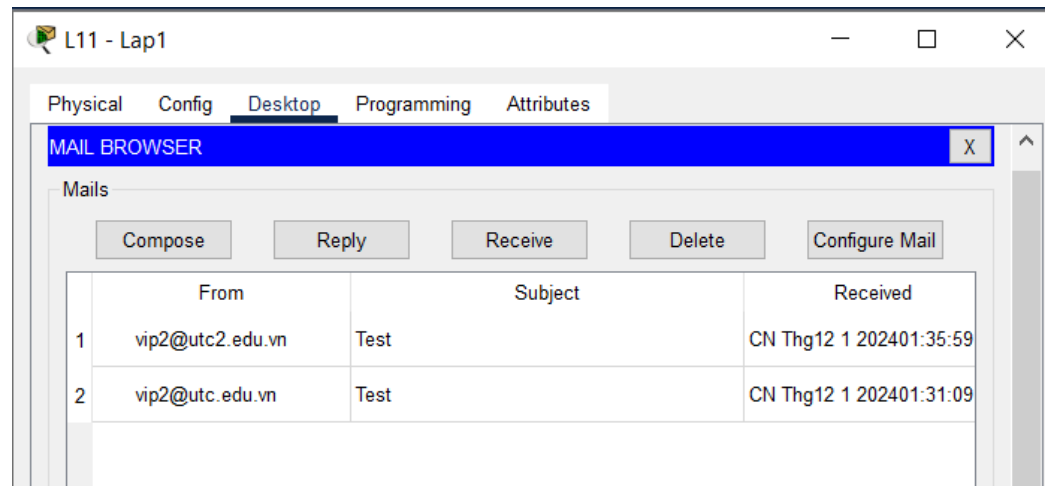 L11 - Lap1
Physical Config Desktop Programming Attributes
MAIL BROWSER X
Mails
Compose Reply Receive Delete Configure Mail
From Subject Received
1 vip2@utc2.edu.vn Test CN Thg12 1 202401:35:59
2 vip2@utc.edu.vn Test CN Thg12 1 202401:31:09